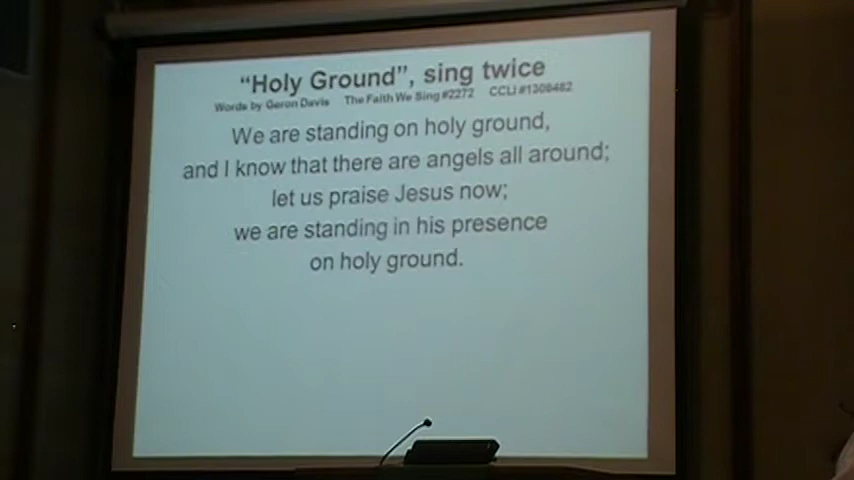 “Holy Ground”, sing twice
Words by Geron Davis The Faith We Sing #2272 CCLI #1308482
We are standing on holy ground,
and I know that there are angels all around;
let us praise Jesus now;
we are standing in his presence
on holy ground.